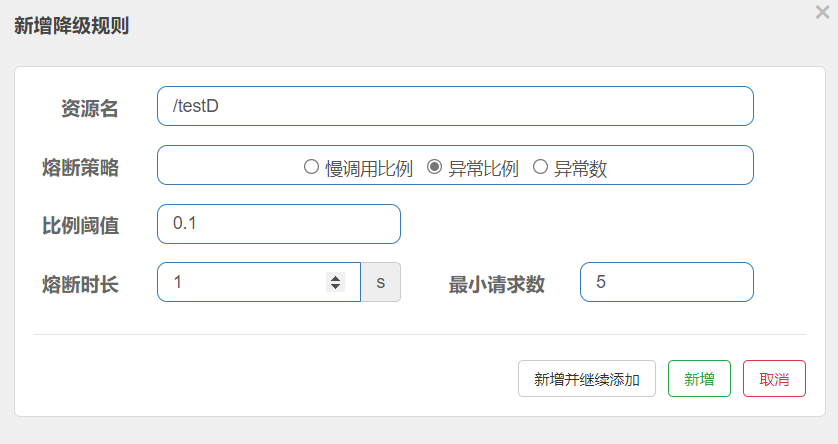 新增降级规则
资源名 /testD
熔断策略 慢调用比例 异常比例 异常数
比例阈值 0.1
熔断时长 1 s 最小请求数 5
新增并继续添加 新增 取消